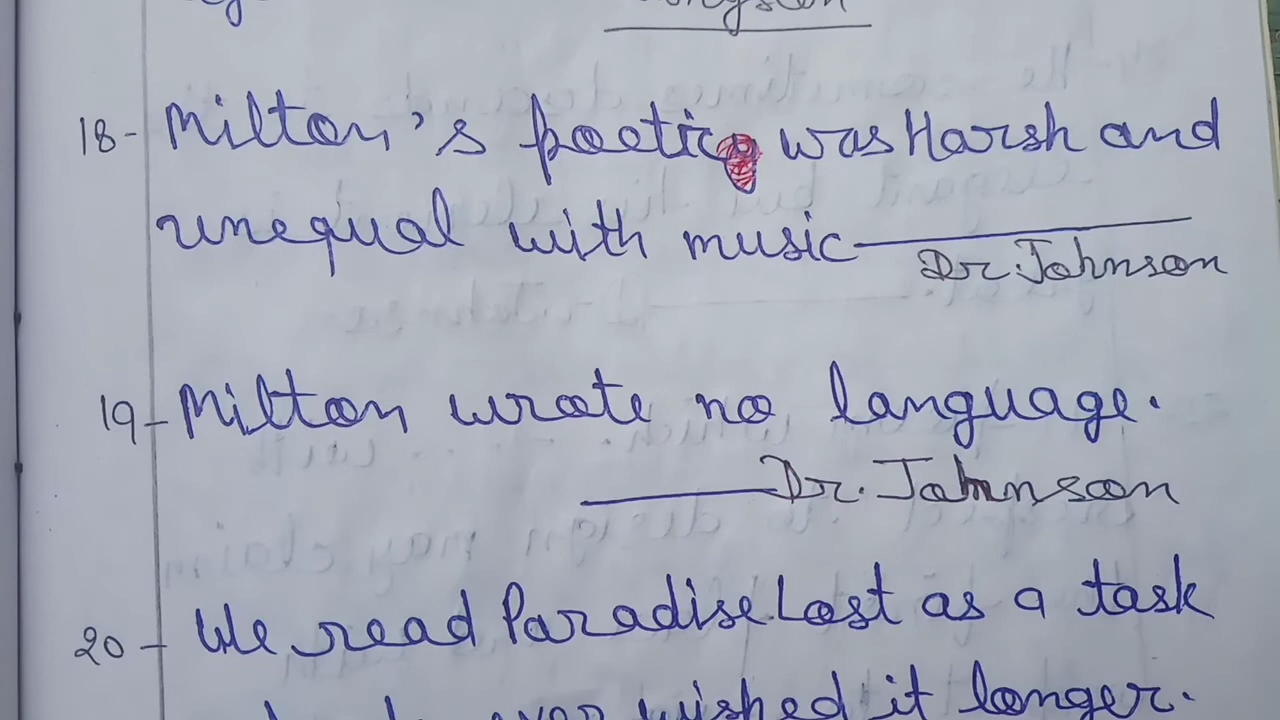 18- Milton's poetic was Harsh and
unequal with music
Dr. Johnson
19- Milton wrote no language.
Dr. Johnson
20- We read Paradise Lost as a task
ever wished it longer.